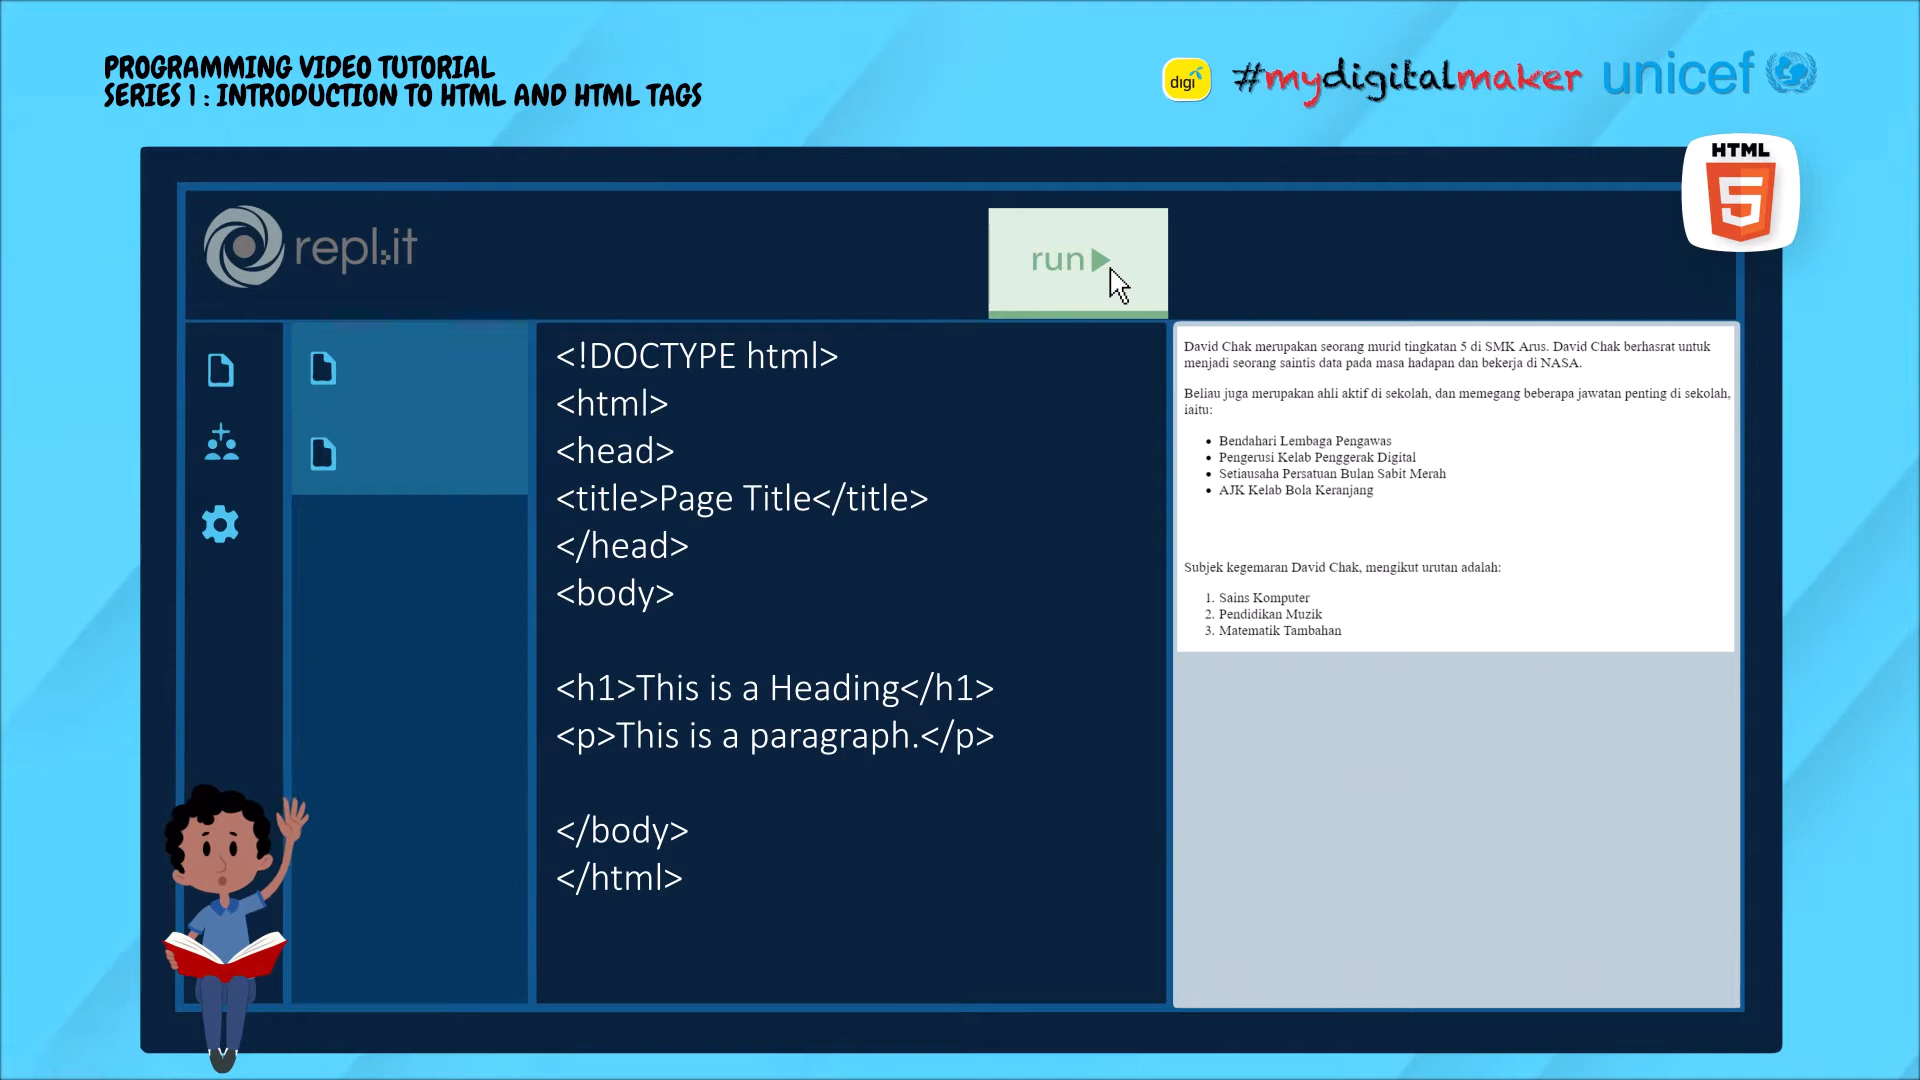 PROGRAMMING VIDEO TUTORIAL
SERIES 1 : INTRODUCTION TO HTML AND HTML TAGS
digi
#mydigitalmaker
unicef
HTML
5
repl.it
run
<!DOCTYPE html>
<html>
<head>
<title>Page Title</title>
</head>
<body>
<h1>This is a Heading</h1>
<p>This is a paragraph.</p>
</body>
</html>
David Chak merupakan seorang murid tingkatan 5 di SMK Arus. David Chak berhasrat untuk
menjadi seorang saintis data pada masa hadapan dan bekerja di NASA.
Beliau juga merupakan ahli aktif di sekolah, dan memegang beberapa jawatan penting di sekolah,
iaitu:
• Bendahari Lembaga Pengawas
• Pengerusi Kelab Penggerak Digital
• Setiausaha Persatuan Bulan Sabit Merah
• AJK Kelab Bola Keranjang
Subjek kegemaran David Chak, mengikut urutan adalah:
1. Sains Komputer
2. Pendidikan Muzik
3. Matematik Tambahan